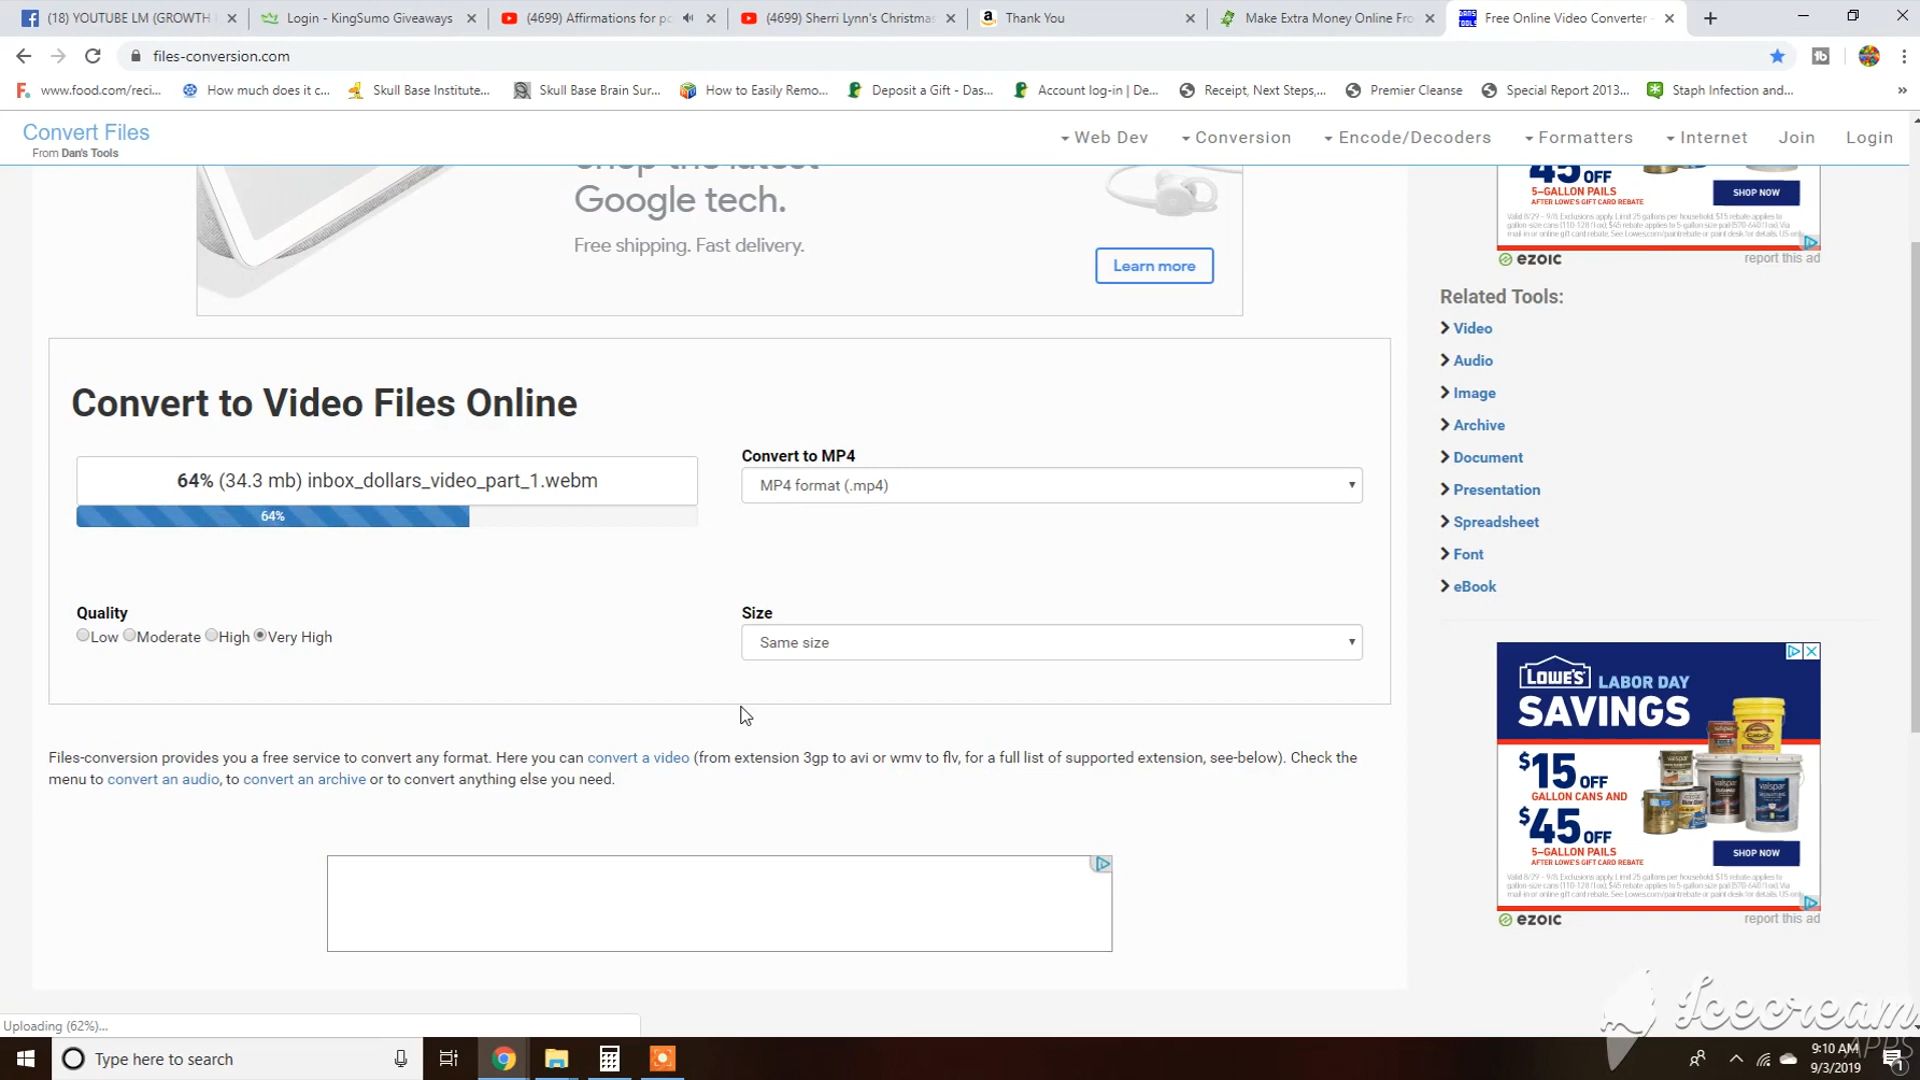 (18) YOUTUBE LM (GROWTH
Login - KingSumo Giveaways
(4699) Affirmations for po
(4699) Sherri Lynn's Christmas
Thank You
Make Extra Money Online Fro
Free Online Video Converter -
files-conversion.com
www.food.com/reci...
How much does it c...
Skull Base Institute...
Skull Base Brain Sur...
How to Easily Remo...
Deposit a Gift - Das...
Account log-in | De...
Receipt, Next Steps,...
Premier Cleanse
Special Report 2013...
Staph Infection and...
»
Convert Files
From Dan's Tools
Web Dev
Conversion
Encode/Decoders
Formatters
Internet
Join
Login
Shop the latest
Google tech.
Free shipping. Fast delivery.
Learn more
45 OFF
5-GALLON PAILS
AFTER LOWE'S GIFT CARD REBATE
SHOP NOW
ezoic
report this ad
Convert to Video Files Online
64% (34.3 mb) inbox_dollars_video_part_1.webm
64%
Convert to MP4
MP4 format (.mp4)
Quality
Low Moderate High Very High
Size
Same size
Files-conversion provides you a free service to convert any format. Here you can convert a video (from extension 3gp to avi or wmv to flv, for a full list of supported extension, see-below). Check the
menu to convert an audio, to convert an archive or to convert anything else you need.
Related Tools:
Video
Audio
Image
Archive
Document
Presentation
Spreadsheet
Font
eBook
LOWE'S LABOR DAY
SAVINGS
$15 OFF
GALLON CANS AND
$45 OFF
5-GALLON PAILS
AFTER LOWE'S GIFT CARD REBATE
SHOP NOW
ezoic
report this ad
Uploading (62%)...
Icecream
APPS
Type here to search
9:10 AM
9/3/2019
1